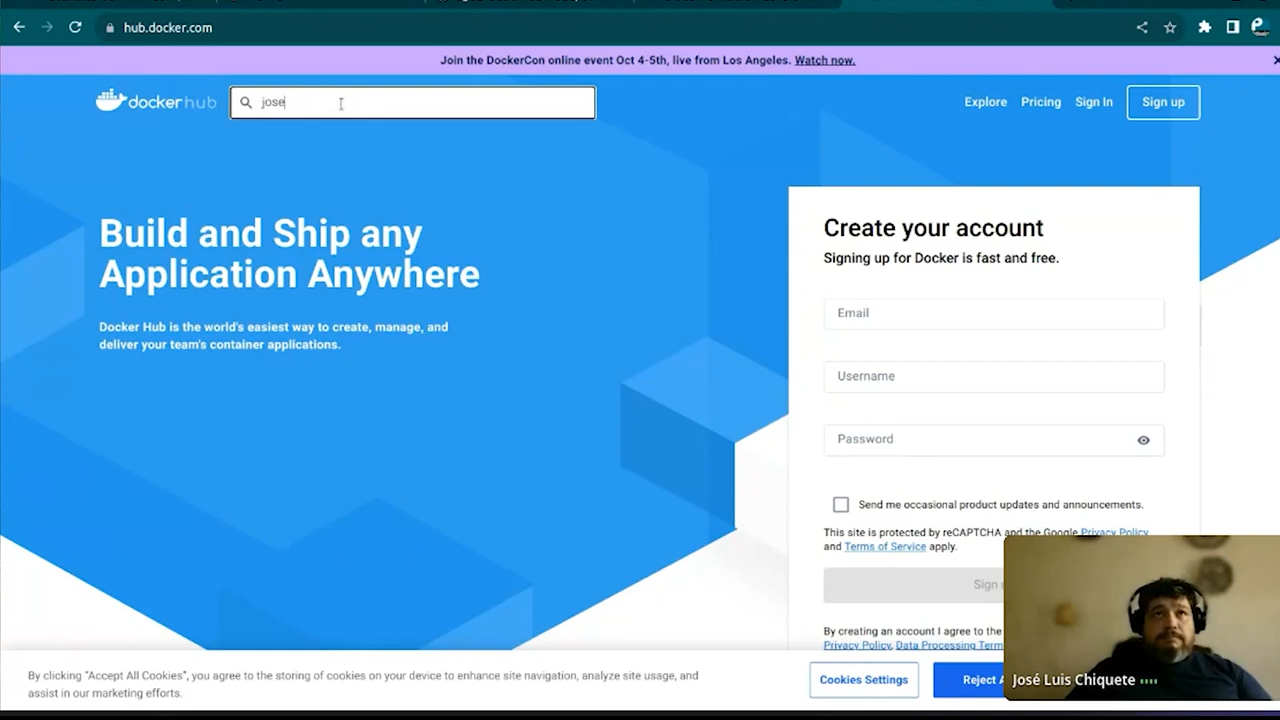 hub.docker.com
Join the DockerCon online event Oct 4-5th, live from Los Angeles. Watch now.
dockerhub
jose
Explore
Pricing
Sign In
Sign up
Build and Ship any
Application Anywhere
Docker Hub is the world's easiest way to create, manage, and
deliver your team's container applications.
Create your account
Signing up for Docker is fast and free.
Email
Username
Password
Send me occasional product updates and announcements.
This site is protected by reCAPTCHA and the Google Privacy Policy
and Terms of Service apply.
Sign
By creating an account I agree to the
Privacy Policy, Data Processing Term
By clicking "Accept All Cookies", you agree to the storing of cookies on your device to enhance site navigation, analyze site usage, and
assist in our marketing efforts.
Cookies Settings
Reject A
José Luis Chiquete